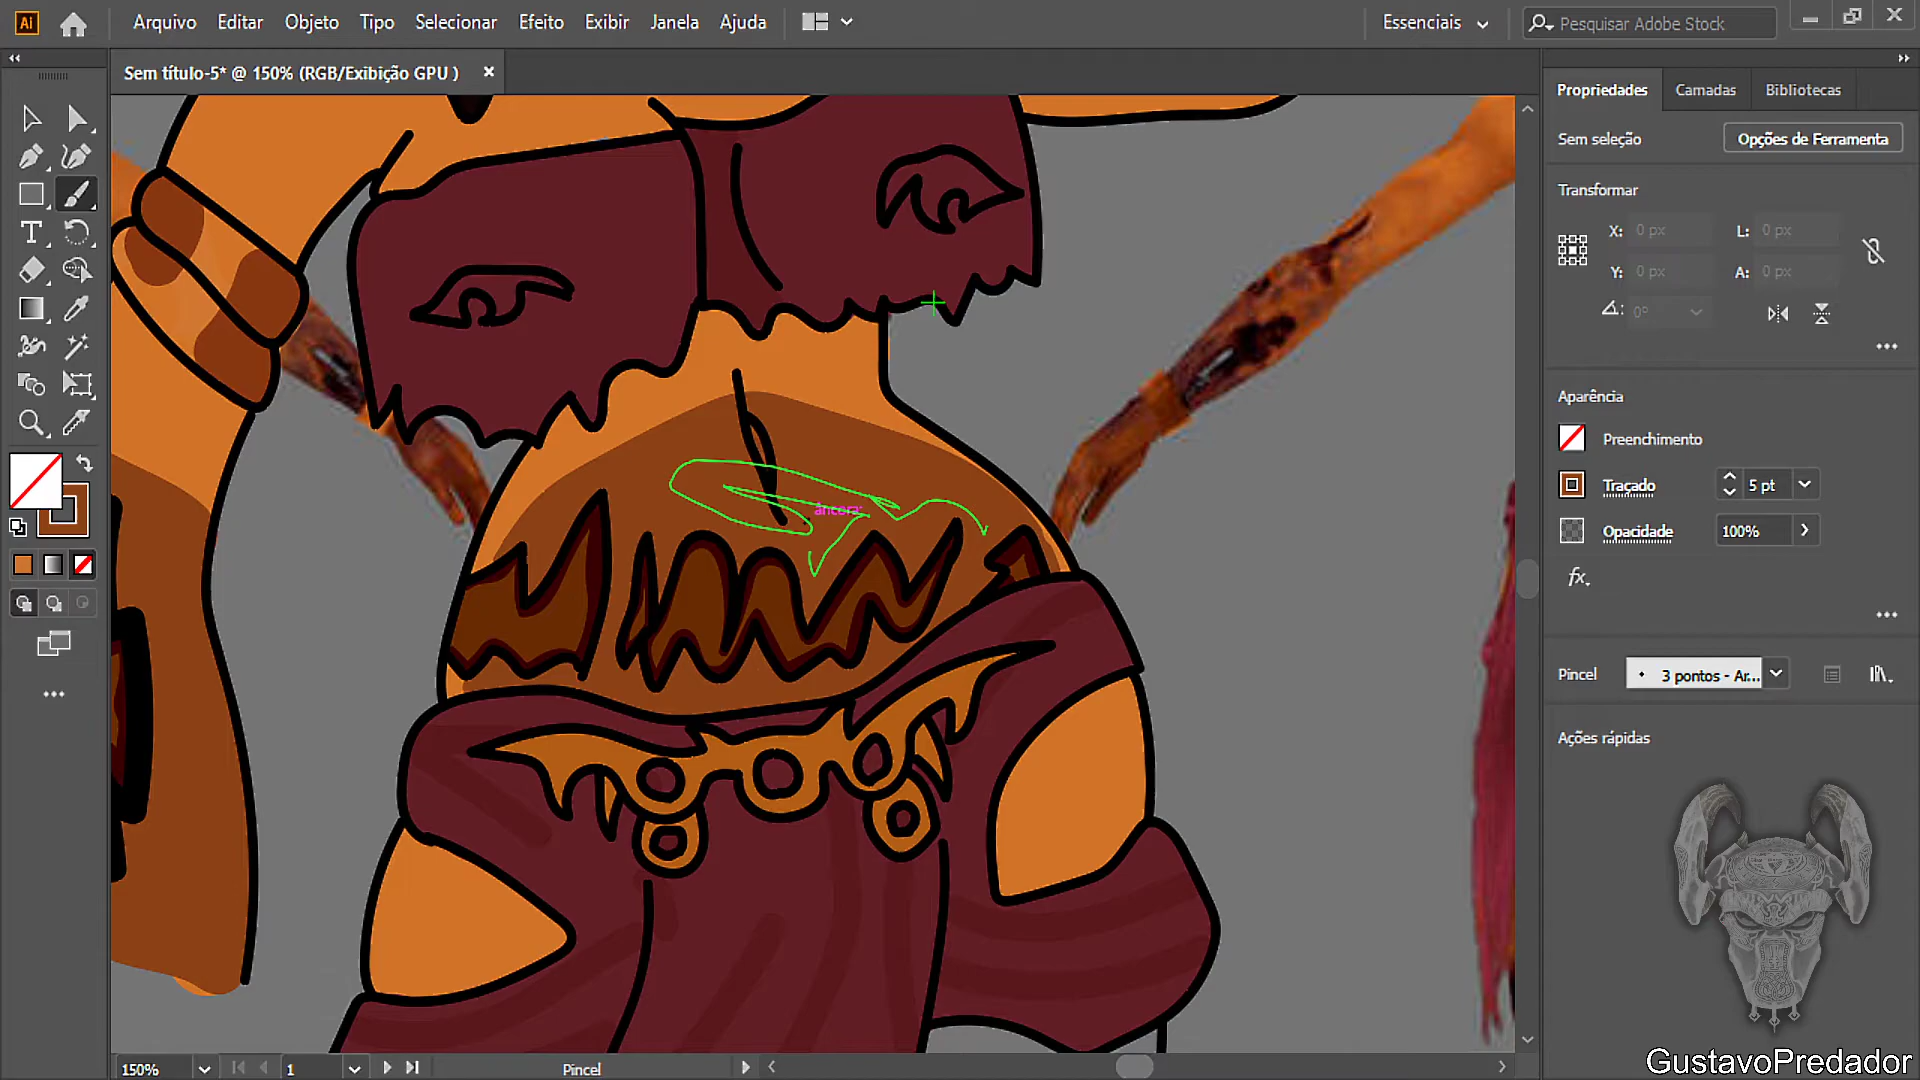 Ai Arquivo Editar Objeto Tipo Selecionar Efeito Exibir Janela Ajuda Essenciais Pesquisar Adobe Stock
Sem título-5* @ 150% (RGB/Exibição GPU )
Propriedades Camadas Bibliotecas
Sem seleção Opções de Ferramenta
Transformar
X: 0 px L: 0 px
Y: 0 px A: 0 px
0°
Aparência
Preenchimento
Traçado 5 pt
Opacidade 100%
fx.
Pincel 3 pontos - Ar...
Ações rápidas
âncora:
150% 1 Pincel
GustavoPredador